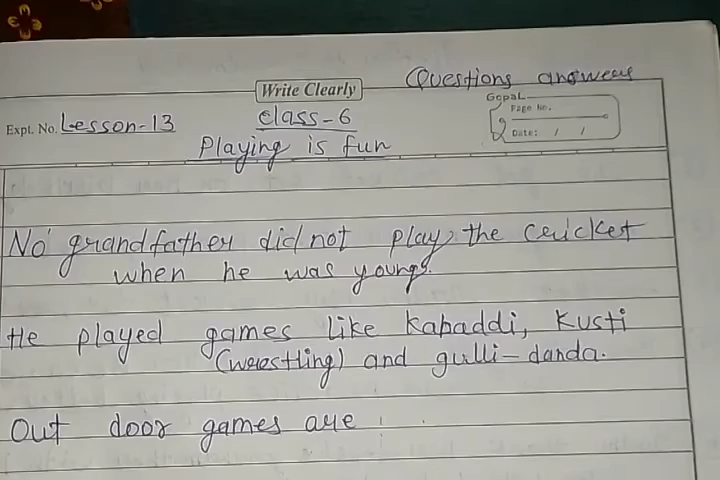 Questions answers
Write Clearly
Gopal
Page No.
Expt. No. Lesson-13
Class-6
Date: / /
Playing is fun
No grandfather did not play the cricket
when he was young.
He played games like Kabaddi, Kusti
(wrestling) and gulli-danda.
Out door games are